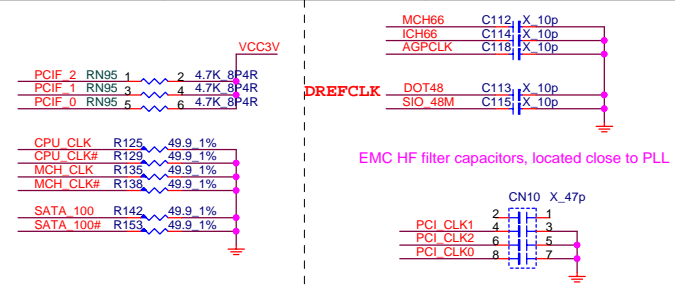 VCC3V
PCIF_2 RN95 1 2 4.7K_8P4R
PCIF_1 RN95 3 4 4.7K_8P4R
PCIF_0 RN95 5 6 4.7K_8P4R
CPU_CLK R125 49.9_1%
CPU_CLK# R129 49.9_1%
MCH_CLK R135 49.9_1%
MCH_CLK# R138 49.9_1%
SATA_100 R142 49.9_1%
SATA_100# R153 49.9_1%
MCH66 C112 X_10p
ICH66 C114 X_10p
AGPCLK C118 X_10p
DREFCLK DOT48 C113 X_10p
SIO_48M C115 X_10p
EMC HF filter capacitors, located close to PLL
CN10 X_47p
2 1
PCI_CLK1 4 3
PCI_CLK2 6 5
PCI_CLK0 8 7